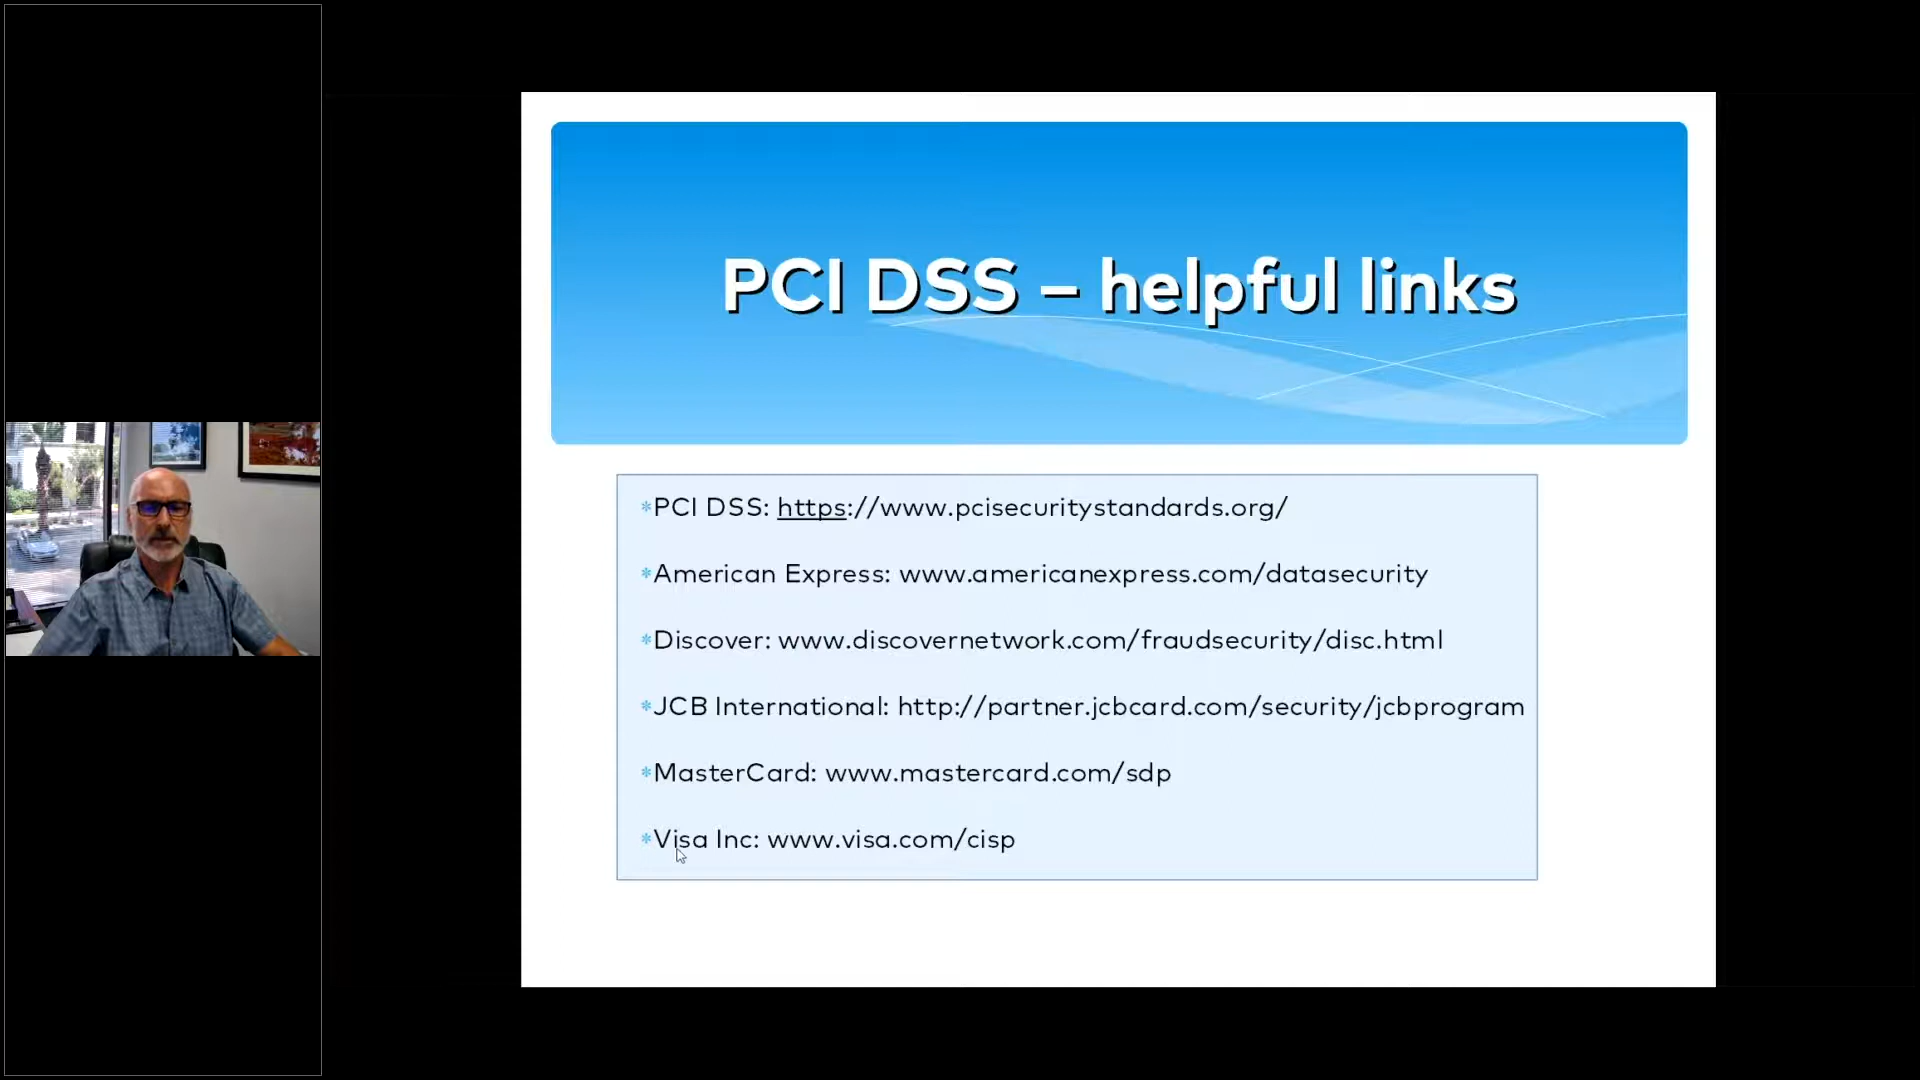 PCI DSS – helpful links
*PCI DSS: https://www.pcisecuritystandards.org/
*American Express: www.americanexpress.com/datasecurity
*Discover: www.discovernetwork.com/fraudsecurity/disc.html
*JCB International: http://partner.jcbcard.com/security/jcbprogram
*MasterCard: www.mastercard.com/sdp
*Visa Inc: www.visa.com/cisp